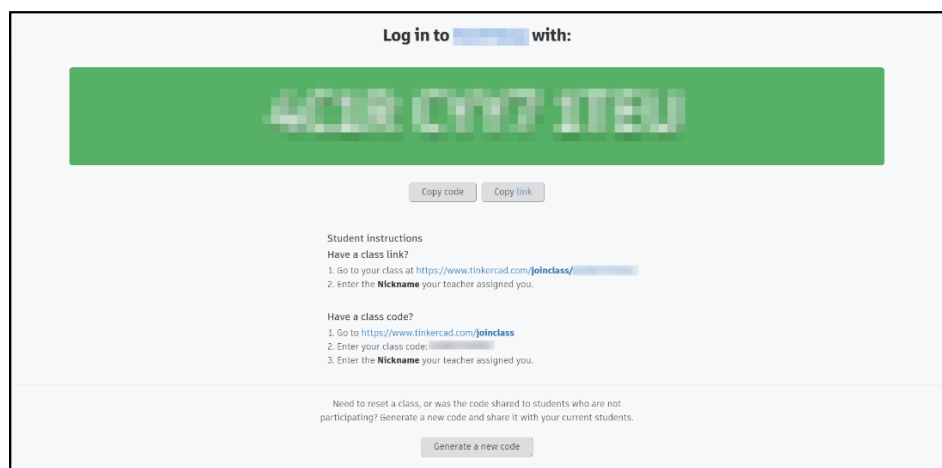 Log in to with:
Copy code
Copy link
Student instructions
Have a class link?
1. Go to your class at https://www.tinkercad.com/joinclass/
2. Enter the Nickname your teacher assigned you.
Have a class code?
1. Go to https://www.tinkercad.com/joinclass
2. Enter your class code:
3. Enter the Nickname your teacher assigned you.
Need to reset a class, or was the code shared to students who are not
participating? Generate a new code and share it with your current students.
Generate a new code